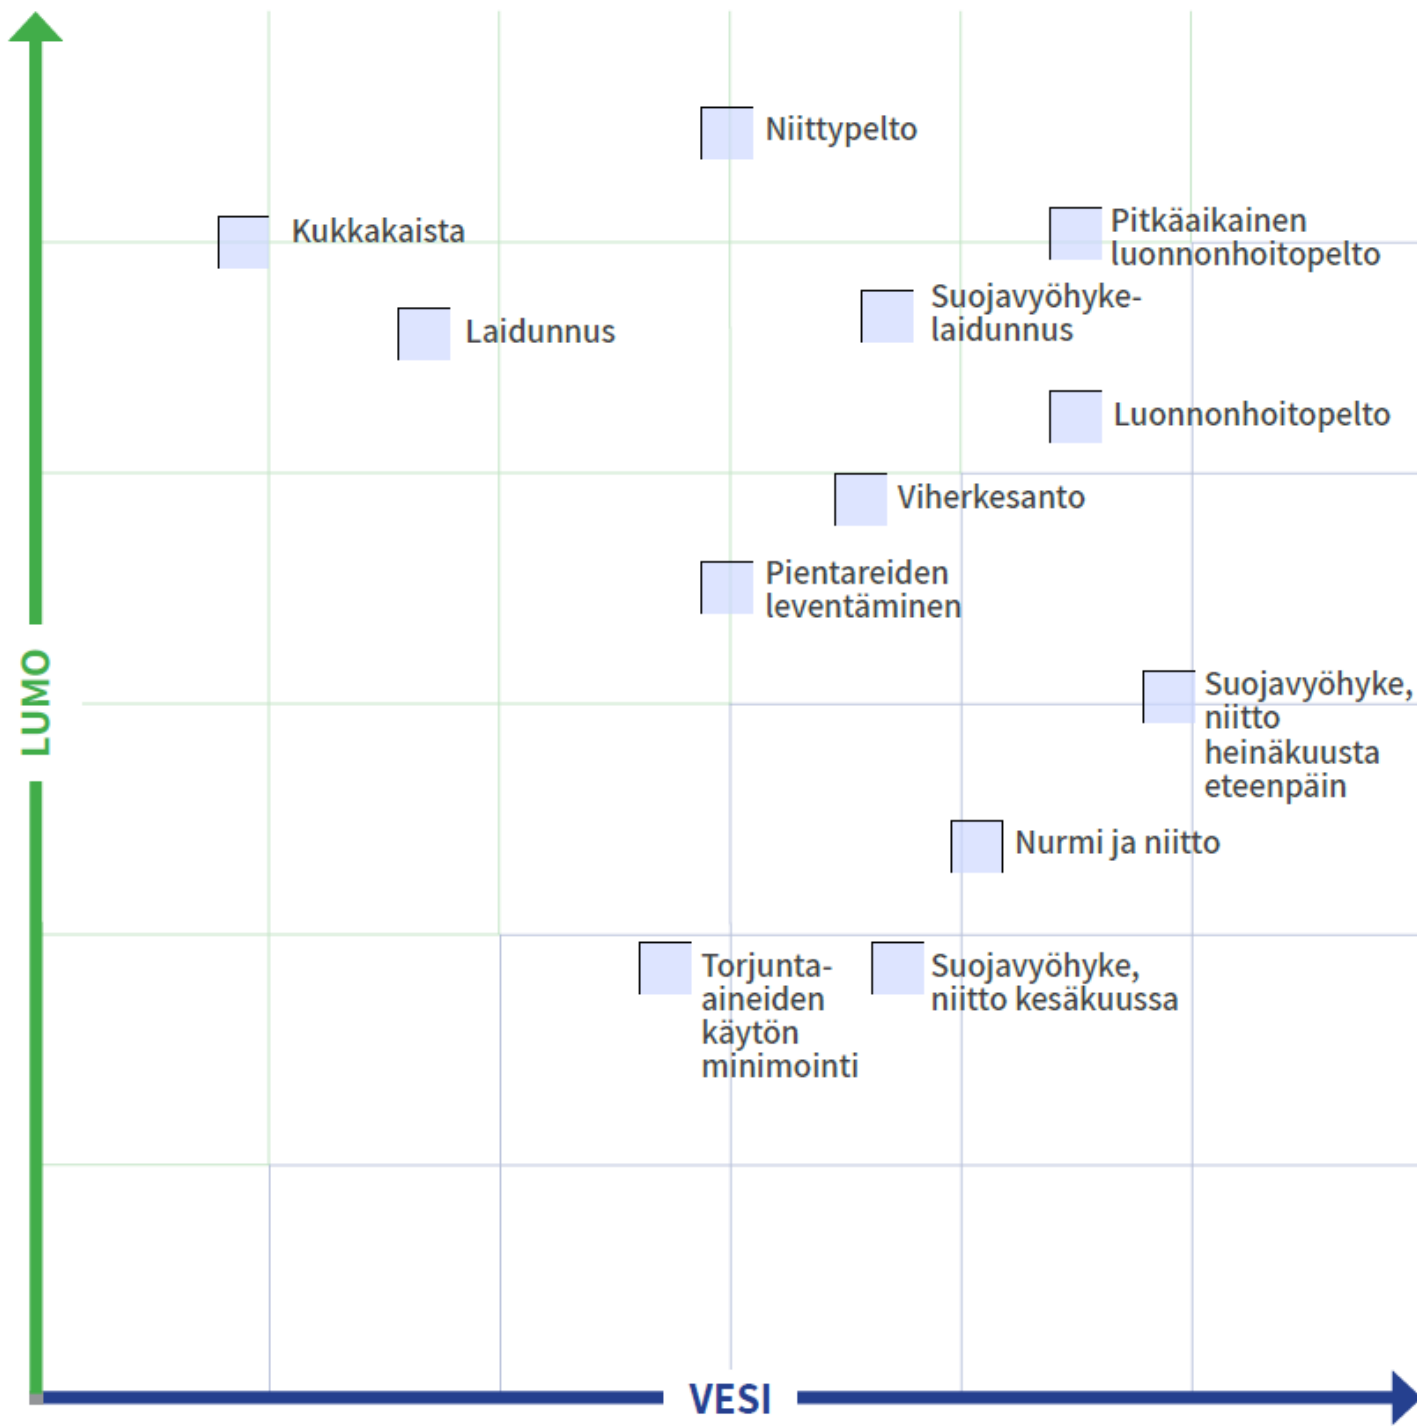 Niittypelto
Kukkakaista
Pitkäaikainen
luonnonhoitopelto
Suojavyöhyke-
laidunnus
Laidunnus
Luonnonhoitopelto
Viherkesanto
Pientareiden
leventäminen
LUMO
Suojavyöhyke,
niitto
heinäkuusta
eteenpäin
Nurmi ja niitto
Torjunta-
aineiden
käytön
minimointi
Suojavyöhyke,
niitto kesäkuussa
VESI